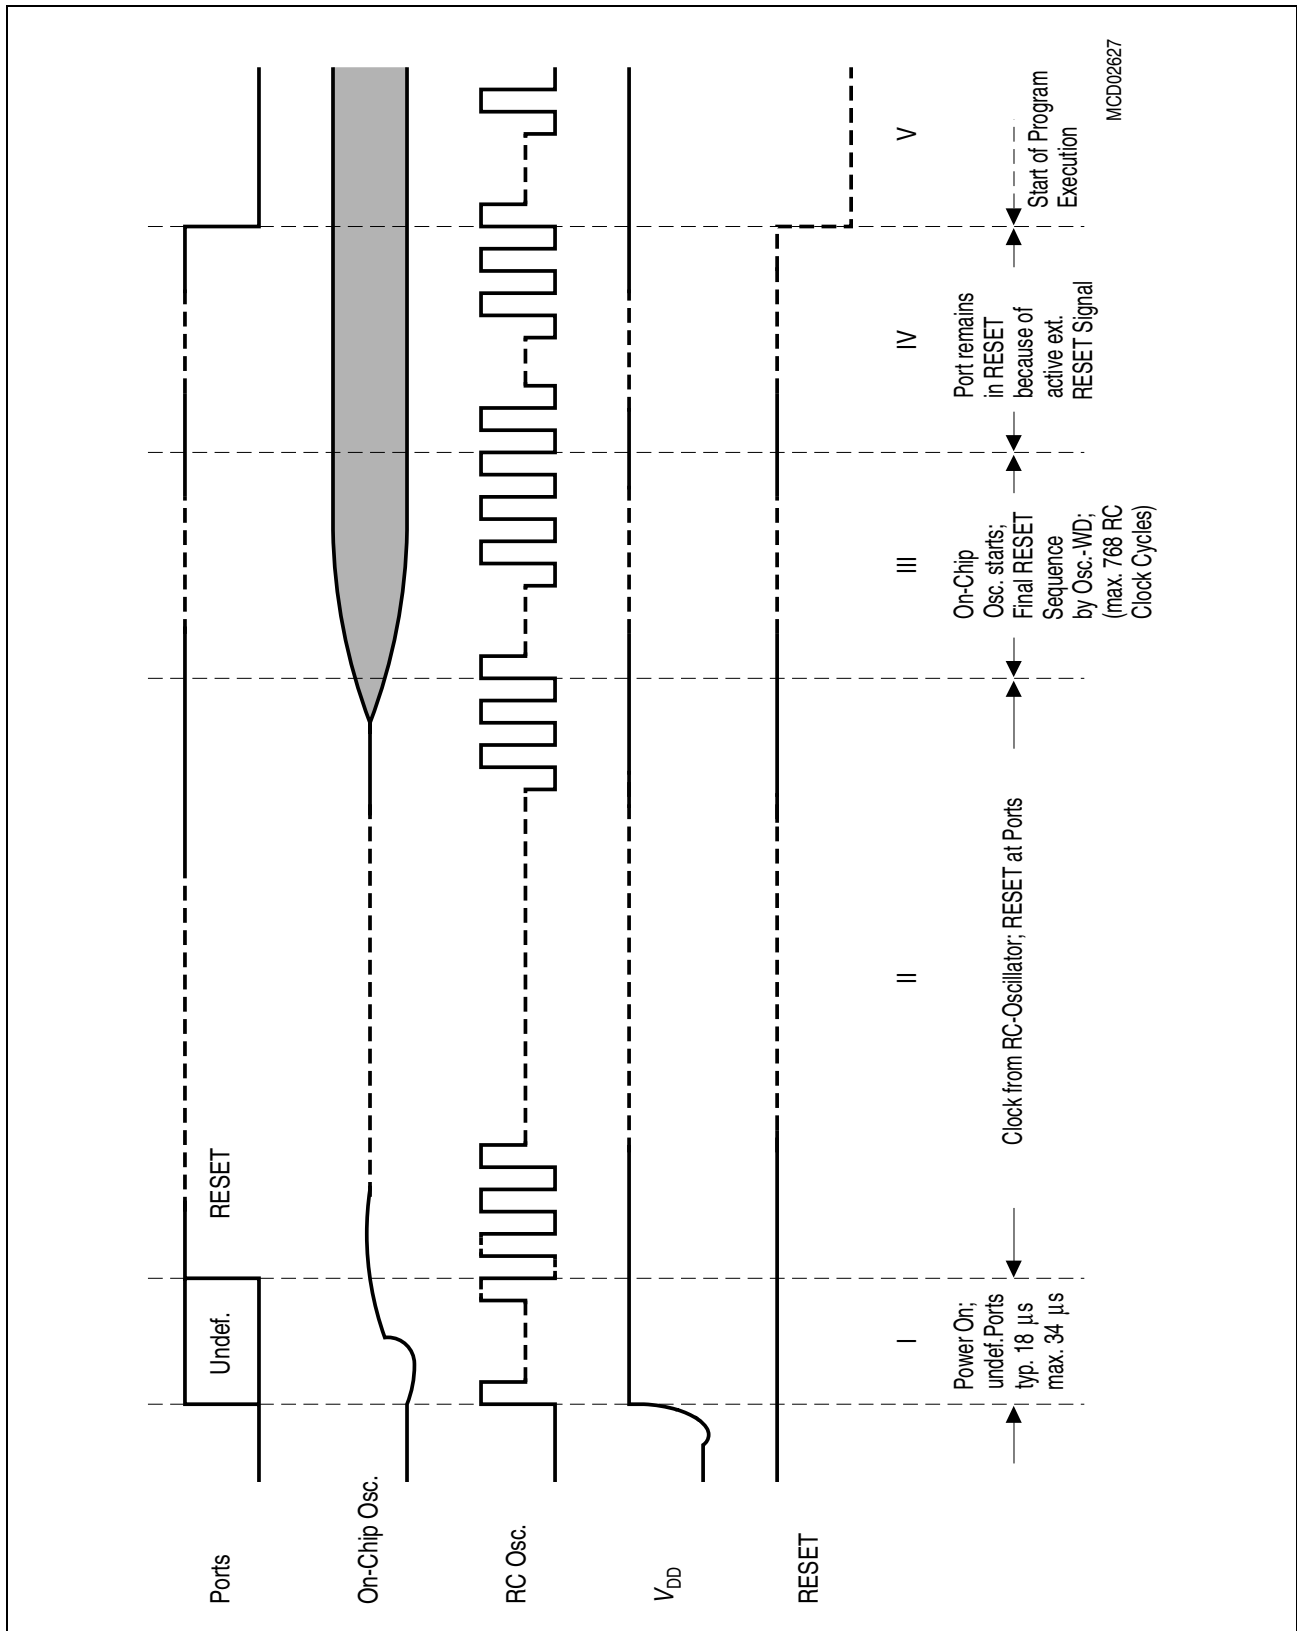 Ports
Undef.
RESET
On-Chip Osc.
RC Osc.
VDD
RESET
I
II
III
IV
V
Power On;
undef.Ports
typ. 18 μs
max. 34 μs
Clock from RC-Oscillator; RESET at Ports
On-Chip
Osc. starts;
Final RESET
Sequence
by Osc.-WD;
(max. 768 RC
Clock Cycles)
Port remains
in RESET
because of
active ext.
RESET Signal
Start of Program
Execution
MCD02627